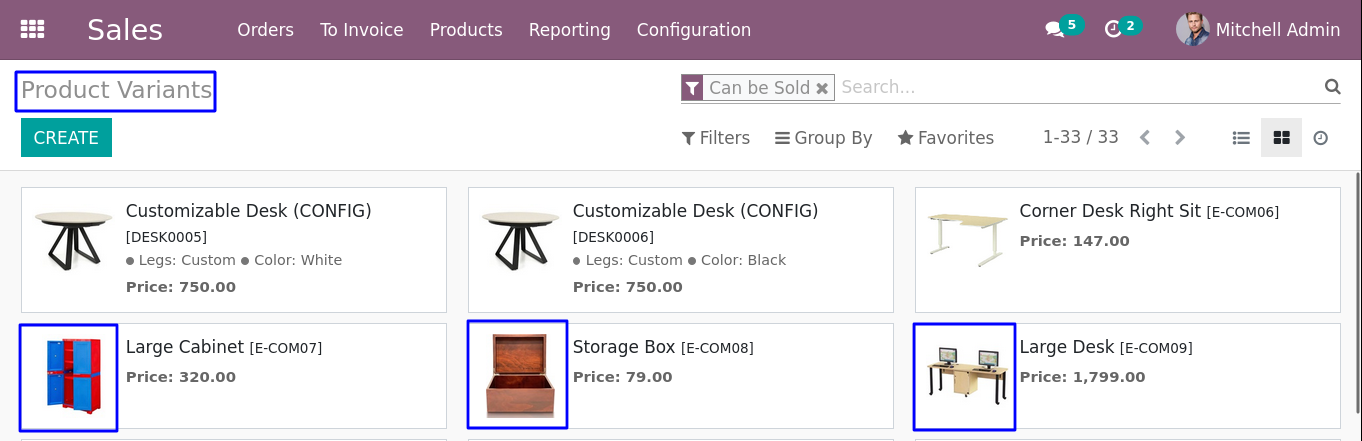 Sales Orders To Invoice Products Reporting Configuration 5 2 Mitchell Admin
Product Variants
Can be Sold Search...
CREATE
Filters Group By Favorites 1-33 / 33
Customizable Desk (CONFIG)
[DESK0005]
Legs: Custom Color: White
Price: 750.00
Customizable Desk (CONFIG)
[DESK0006]
Legs: Custom Color: Black
Price: 750.00
Corner Desk Right Sit [E-COM06]
Price: 147.00
Large Cabinet [E-COM07]
Price: 320.00
Storage Box [E-COM08]
Price: 79.00
Large Desk [E-COM09]
Price: 1,799.00